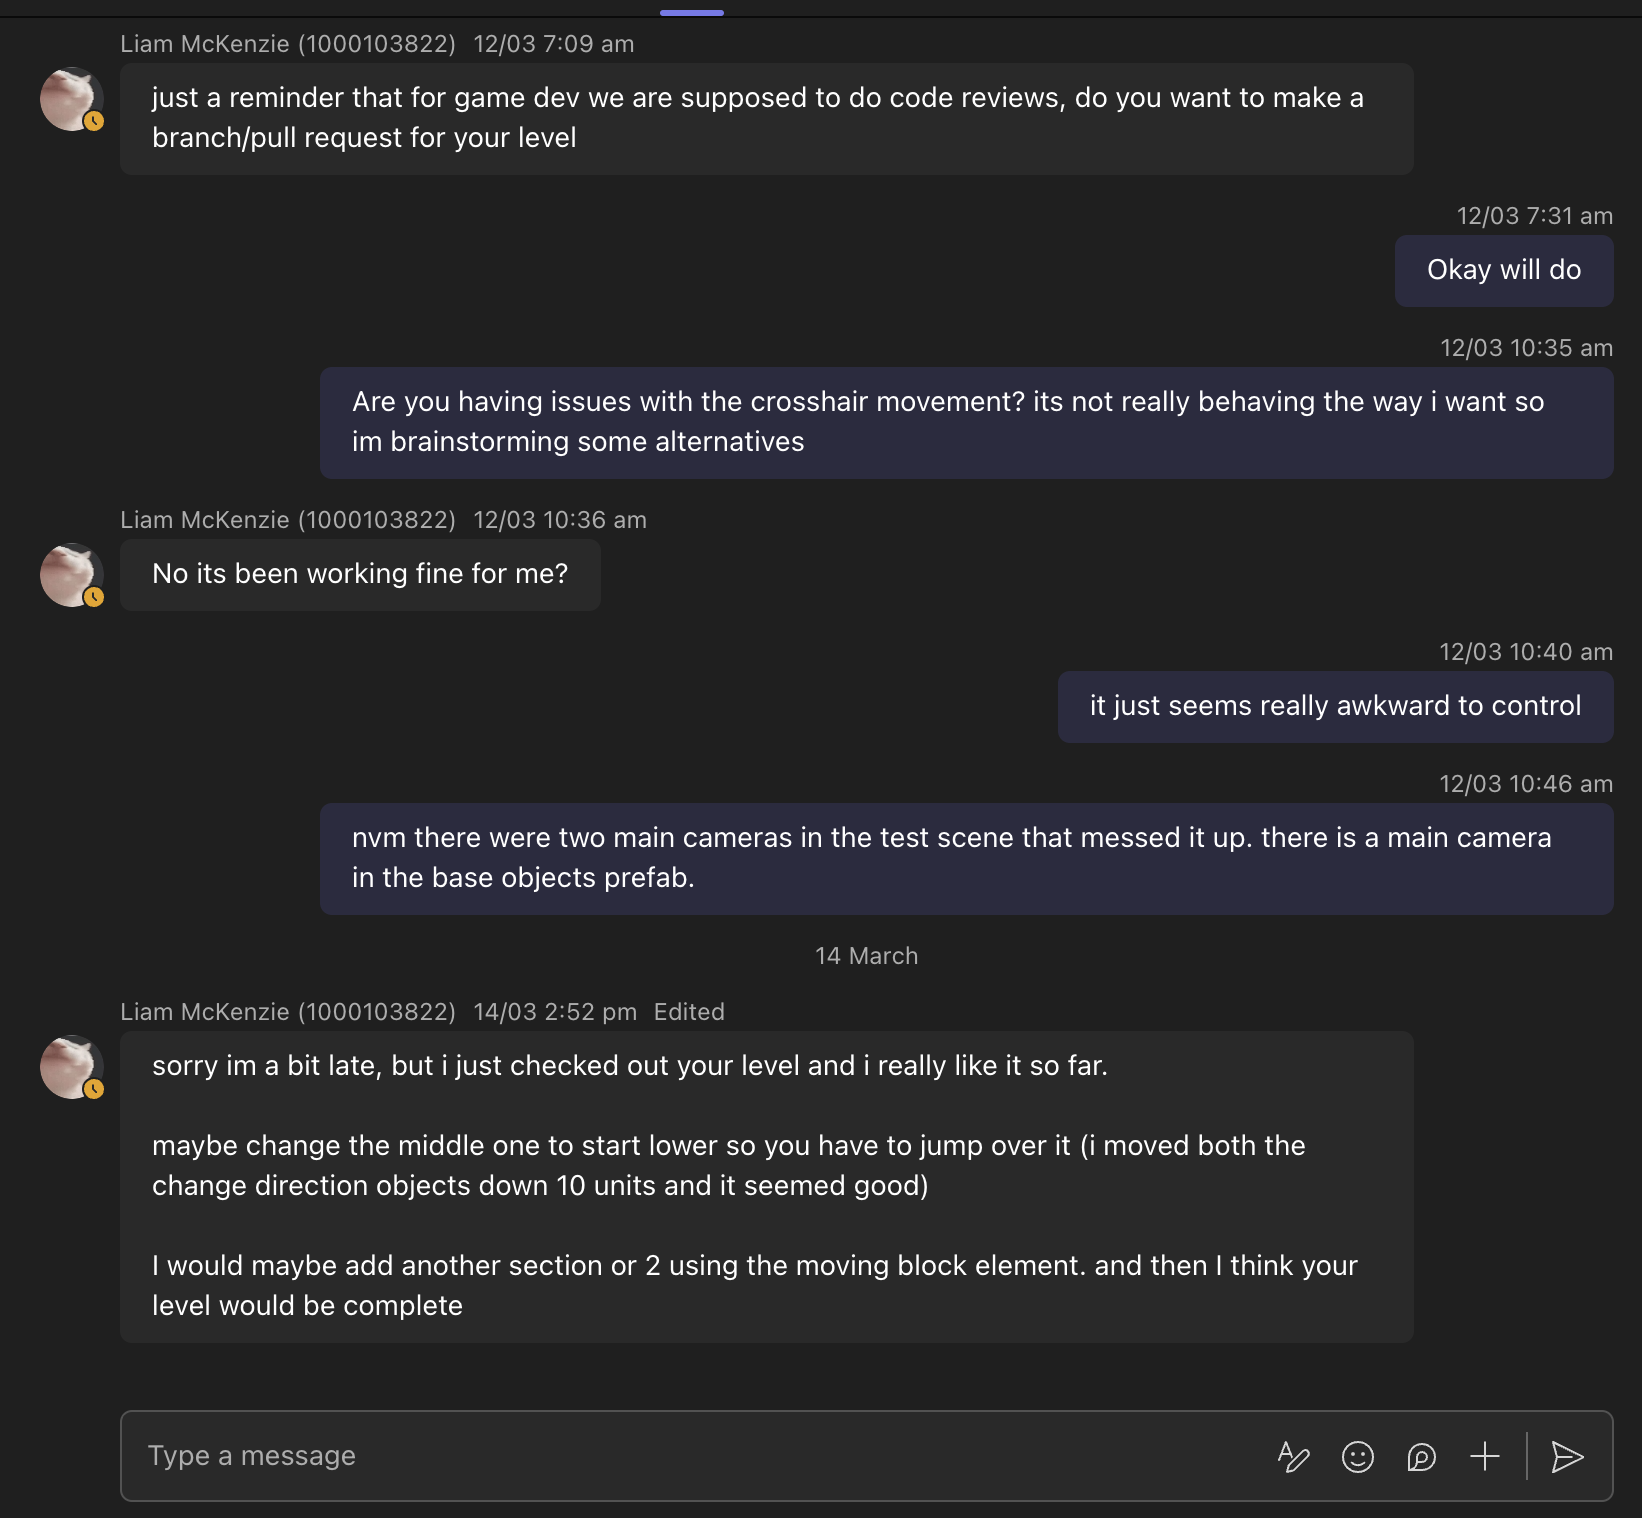 Liam McKenzie (1000103822) 12/03 7:09 am
just a reminder that for game dev we are supposed to do code reviews, do you want to make a
branch/pull request for your level
12/03 7:31 am
Okay will do
12/03 10:35 am
Are you having issues with the crosshair movement? its not really behaving the way i want so
im brainstorming some alternatives
Liam McKenzie (1000103822) 12/03 10:36 am
No its been working fine for me?
12/03 10:40 am
it just seems really awkward to control
12/03 10:46 am
nvm there were two main cameras in the test scene that messed it up. there is a main camera
in the base objects prefab.
14 March
Liam McKenzie (1000103822) 14/03 2:52 pm Edited
sorry im a bit late, but i just checked out your level and i really like it so far.
maybe change the middle one to start lower so you have to jump over it (i moved both the
change direction objects down 10 units and it seemed good)
I would maybe add another section or 2 using the moving block element. and then I think your
level would be complete
Type a message